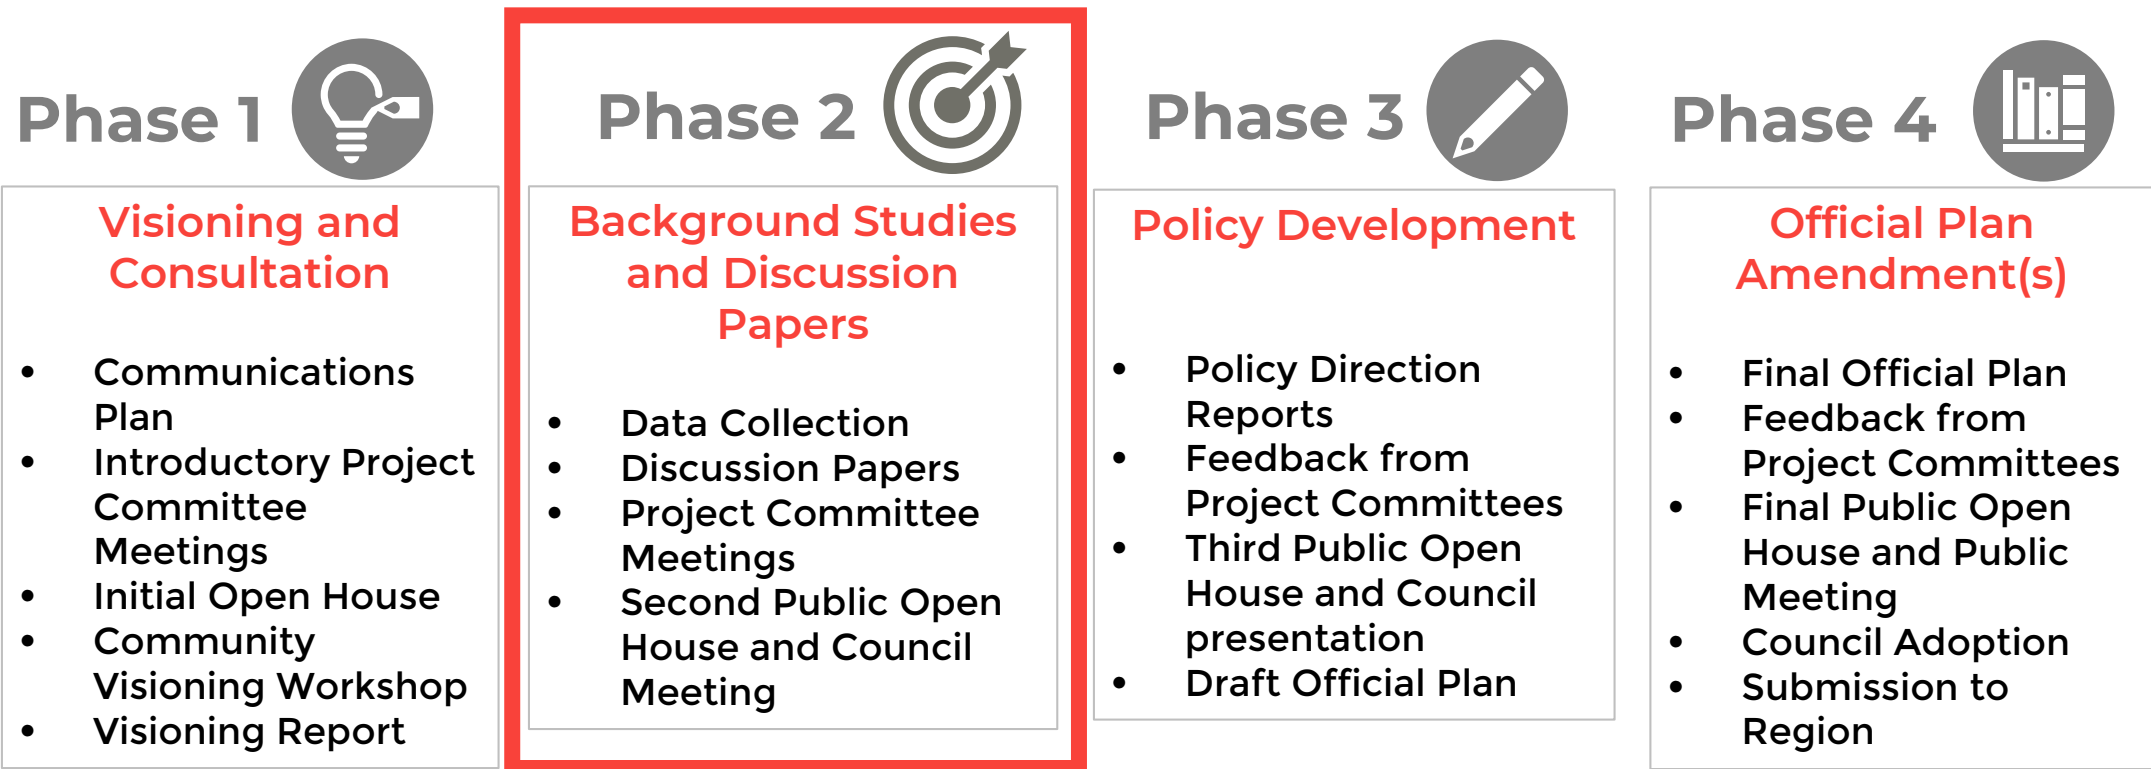 Phase 1
Visioning and
Consultation
• Communications
Plan
• Introductory Project
Committee
Meetings
• Initial Open House
• Community
Visioning Workshop
• Visioning Report
Phase 2
Background Studies
and Discussion
Papers
• Data Collection
• Discussion Papers
• Project Committee
Meetings
• Second Public Open
House and Council
Meeting
Phase 3
Policy Development
• Policy Direction
Reports
• Feedback from
Project Committees
• Third Public Open
House and Council
presentation
• Draft Official Plan
Phase 4
Official Plan
Amendment(s)
• Final Official Plan
• Feedback from
Project Committees
• Final Public Open
House and Public
Meeting
• Council Adoption
• Submission to
Region